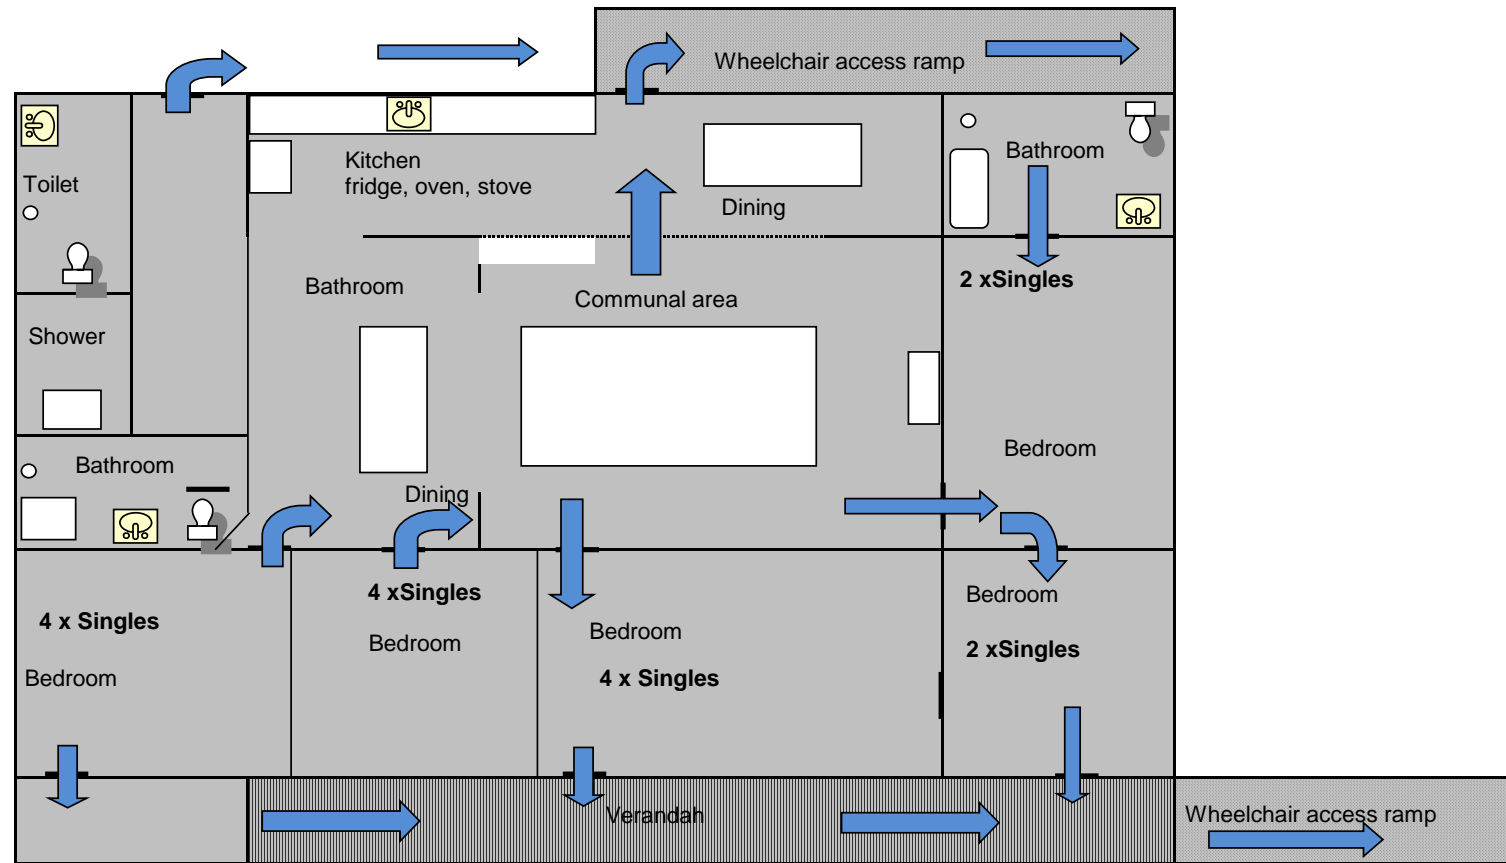 Wheelchair access ramp
Toilet
Kitchen
fridge, oven, stove
Dining
Bathroom
Bathroom
Communal area
2 xSingles
Shower
Bathroom
Dining
Bedroom
4 x Singles
Bedroom
4 xSingles
Bedroom
Bedroom
4 x Singles
Bedroom
2 xSingles
Verandah
Wheelchair access ramp